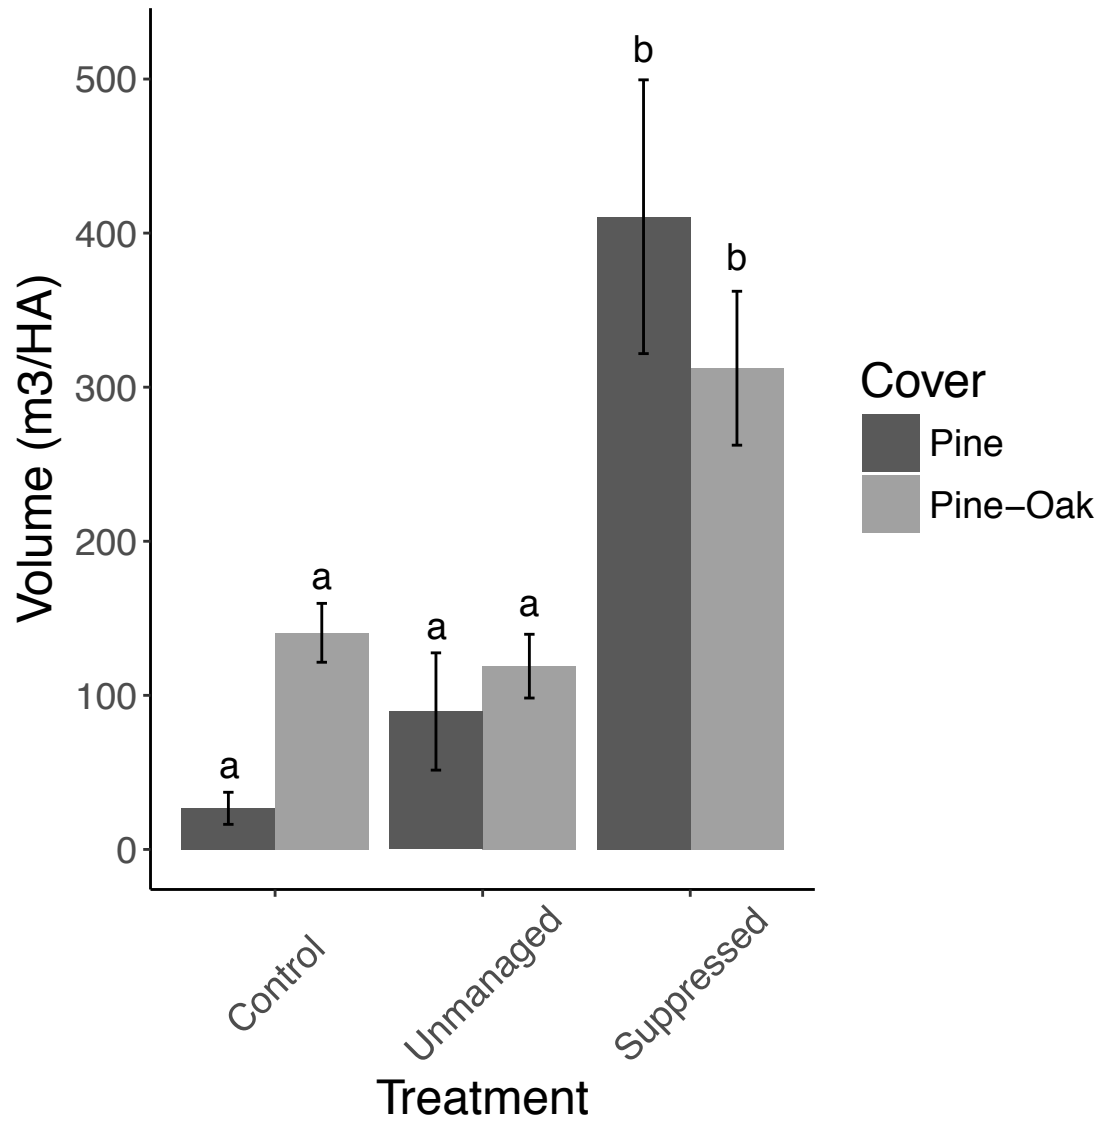 Volume (m3/HA)
500
400
300
200
100
0
a
a
a
a
b
b
Control
Unmanaged
Suppressed
Treatment
Cover
Pine
Pine−Oak